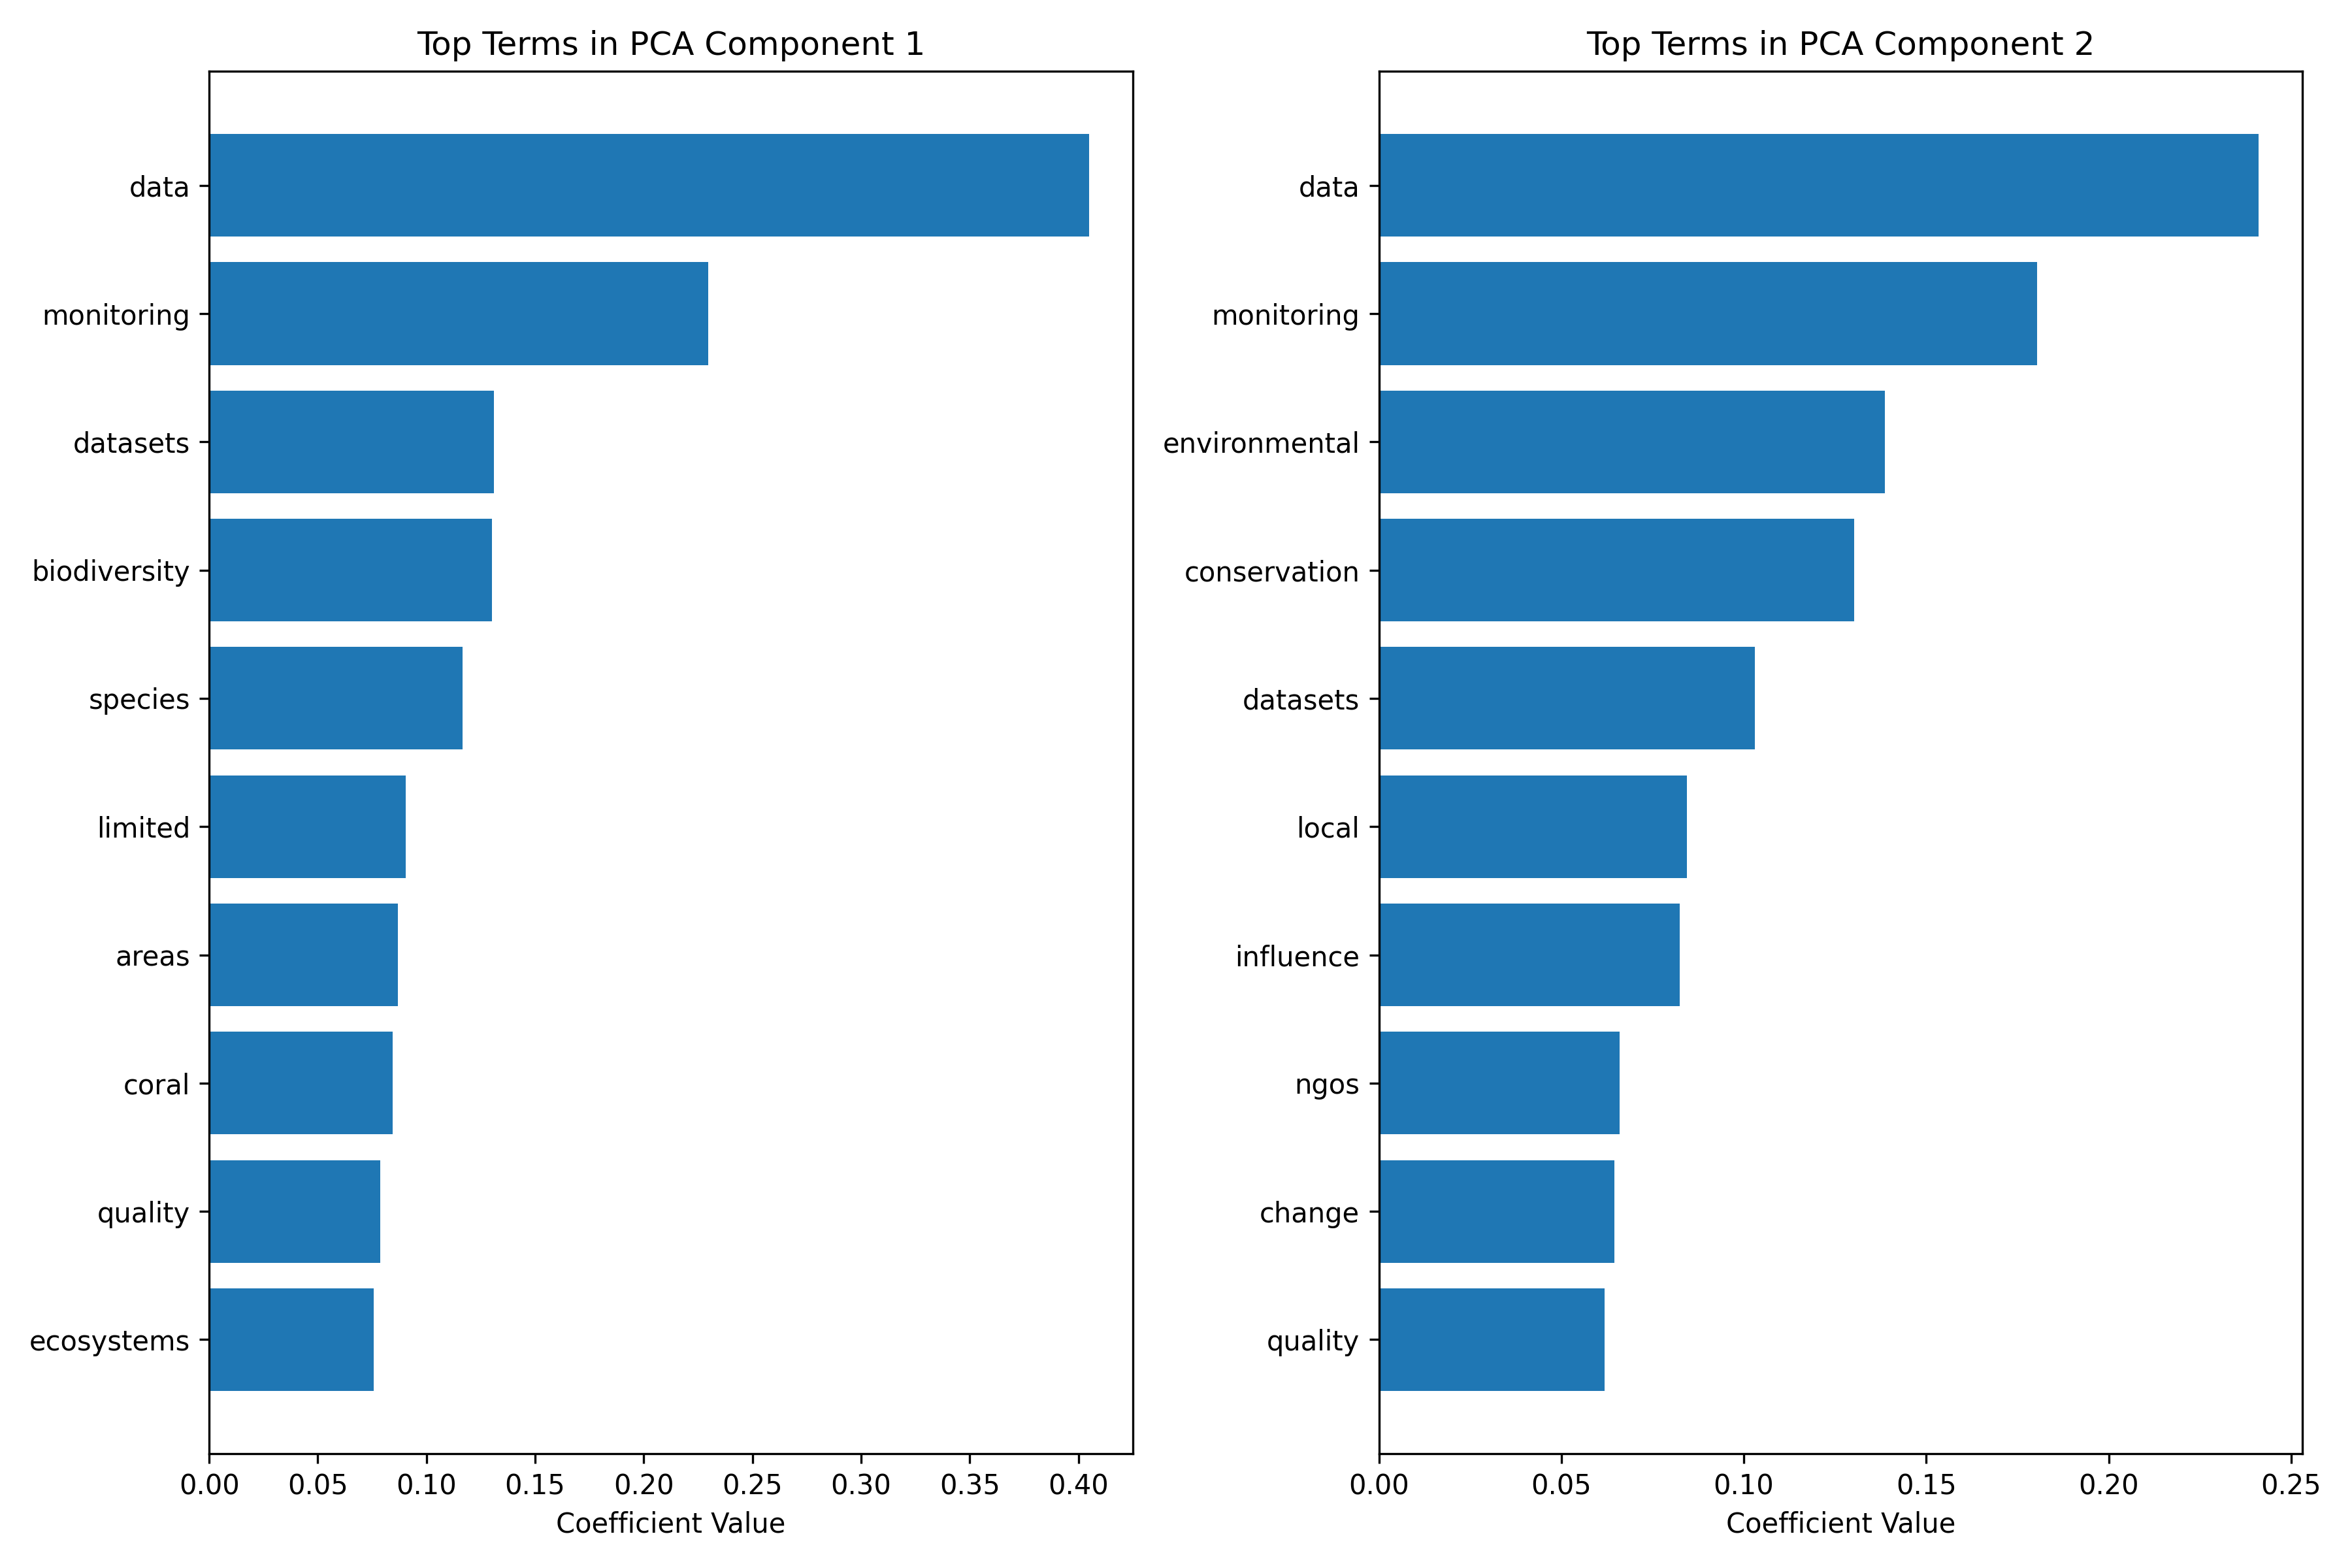 Top Terms in PCA Component 1
data
monitoring
datasets
biodiversity
species
limited
areas
coral
quality
ecosystems
0.00 0.05 0.10 0.15 0.20 0.25 0.30 0.35 0.40
Coefficient Value
Top Terms in PCA Component 2
data
monitoring
environmental
conservation
datasets
local
influence
ngos
change
quality
0.00 0.05 0.10 0.15 0.20 0.25
Coefficient Value